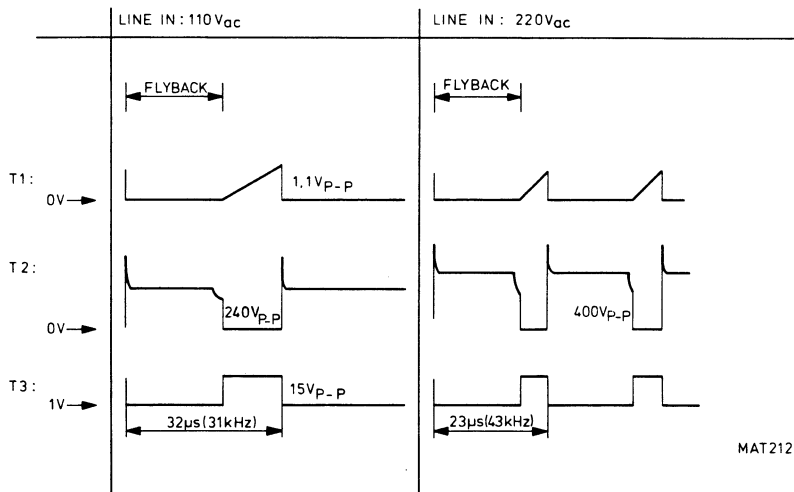 LINE IN: 110Vac
LINE IN: 220Vac
FLYBACK
FLYBACK
T1:
1,1VP-P
0V
T2:
240VP-P
400VP-P
0V
T3:
15VP-P
1V
32µs(31kHz)
23µs(43kHz)
MAT212